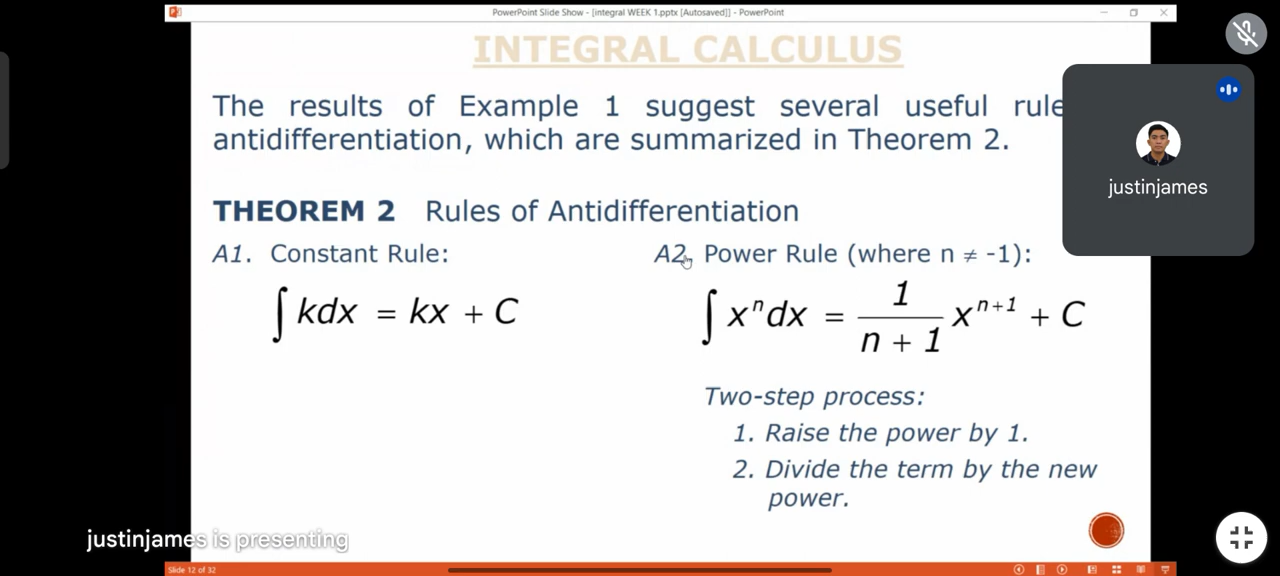 PowerPoint Slide Show - [integral WEEK 1.pptx [Autosaved]] - PowerPoint
INTEGRAL CALCULUS
The results of Example 1 suggest several useful rule
antidifferentiation, which are summarized in Theorem 2.
justinjames
THEOREM 2 Rules of Antidifferentiation
A1. Constant Rule:
∫ kdx = kx + C
A2. Power Rule (where n ≠ -1):
∫ xⁿdx = 1/(n + 1) xⁿ⁺¹ + C
Two-step process:
1. Raise the power by 1.
2. Divide the term by the new
power.
justinjames is presenting
Slide 12 of 32